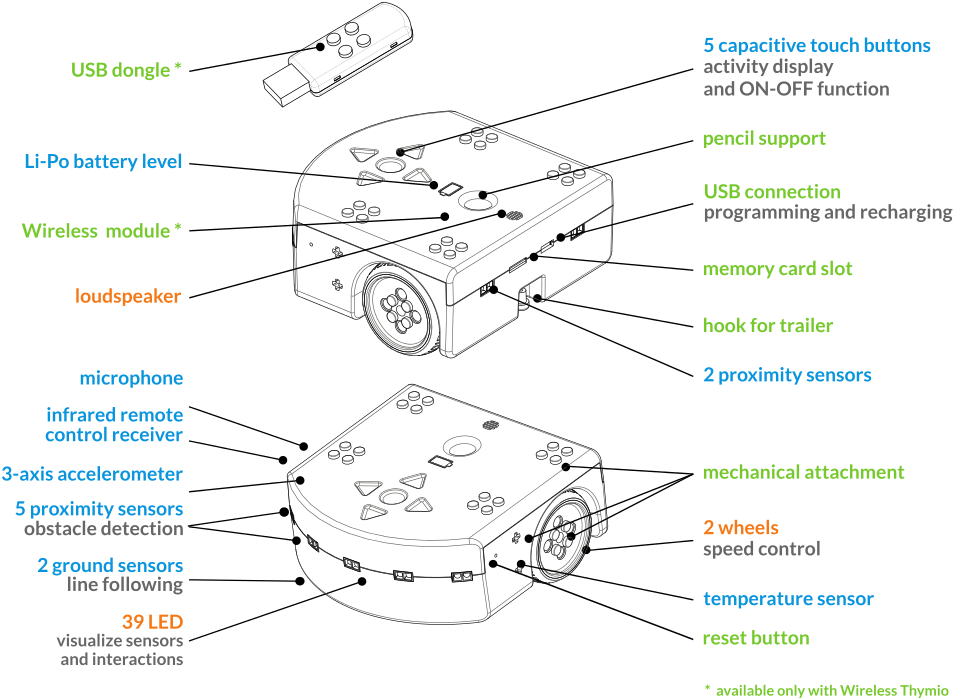 USB dongle *
5 capacitive touch buttons
activity display
and ON-OFF function
pencil support
Li-Po battery level
USB connection
programming and recharging
Wireless module *
memory card slot
loudspeaker
hook for trailer
2 proximity sensors
microphone
infrared remote
control receiver
3-axis accelerometer
mechanical attachment
5 proximity sensors
obstacle detection
2 wheels
speed control
2 ground sensors
line following
temperature sensor
39 LED
visualize sensors
and interactions
reset button
* available only with Wireless Thymio